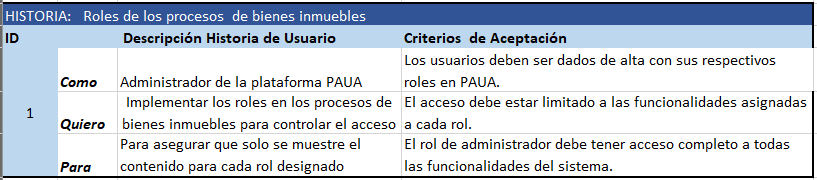 HISTORIA: Roles de los procesos de bienes inmuebles
ID Descripción Historia de Usuario Criterios de Aceptación
1
Como Administrador de la plataforma PAUA
Los usuarios deben ser dados de alta con sus respectivos
roles en PAUA.
Quiero Implementar los roles en los procesos de
bienes inmuebles para controlar el acceso
El acceso debe estar limitado a las funcionalidades asignadas
a cada rol.
Para Para asegurar que solo se muestre el
contenido para cada rol designado
El rol de administrador debe tener acceso completo a todas
las funcionalidades del sistema.